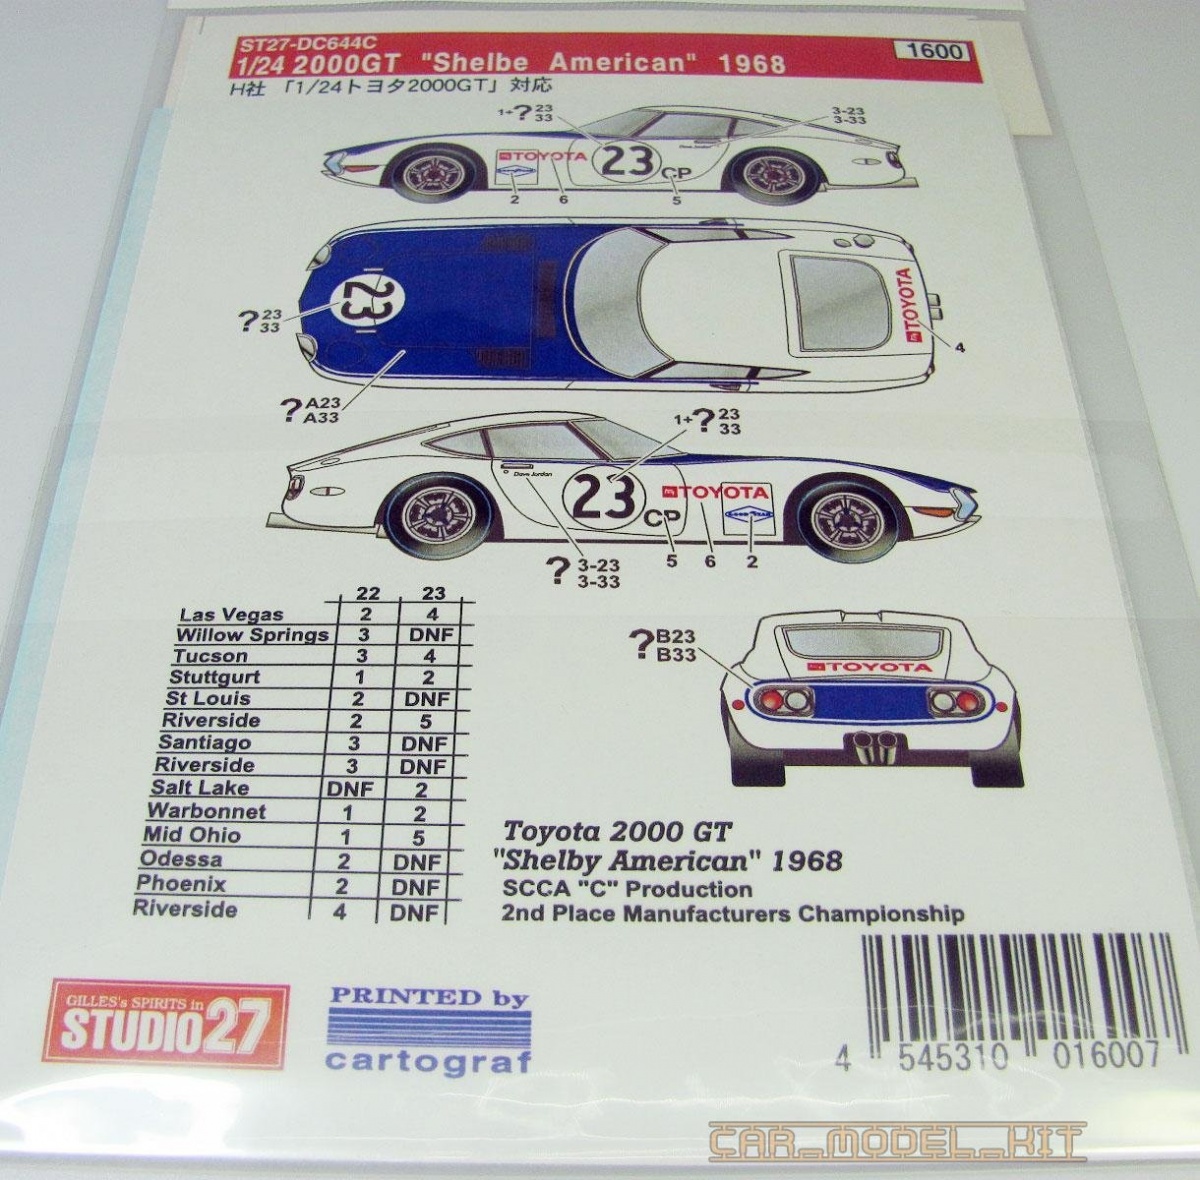 ST27-DC644C
1600
1/24 2000GT "Shelbe American" 1968
H社 「1/24トヨタ2000GT」対応
1+?23
33
3-23
3-33
Dave Jordan
TOYOTA
23
CP
2 6 5
23
?23
33
TOYOTA
4
?A23
A33
1+?23
33
Dave Jordan
23
TOYOTA
CP
GOOD YEAR
?3-23
3-33
5 6 2
22 23
Las Vegas 2 4
Willow Springs 3 DNF
Tucson 3 4
Stuttgurt 1 2
St Louis 2 DNF
Riverside 2 5
Santiago 3 DNF
Riverside 3 DNF
Salt Lake DNF 2
Warbonnet 1 2
Mid Ohio 1 5
Odessa 2 DNF
Phoenix 2 DNF
Riverside 4 DNF
?B23
B33
TOYOTA
Toyota 2000 GT
"Shelby American" 1968
SCCA "C" Production
2nd Place Manufacturers Championship
GILLES's SPIRITS in
STUDIO27
PRINTED by
cartograf
4 545310 016007
CAR_MODEL_KIT